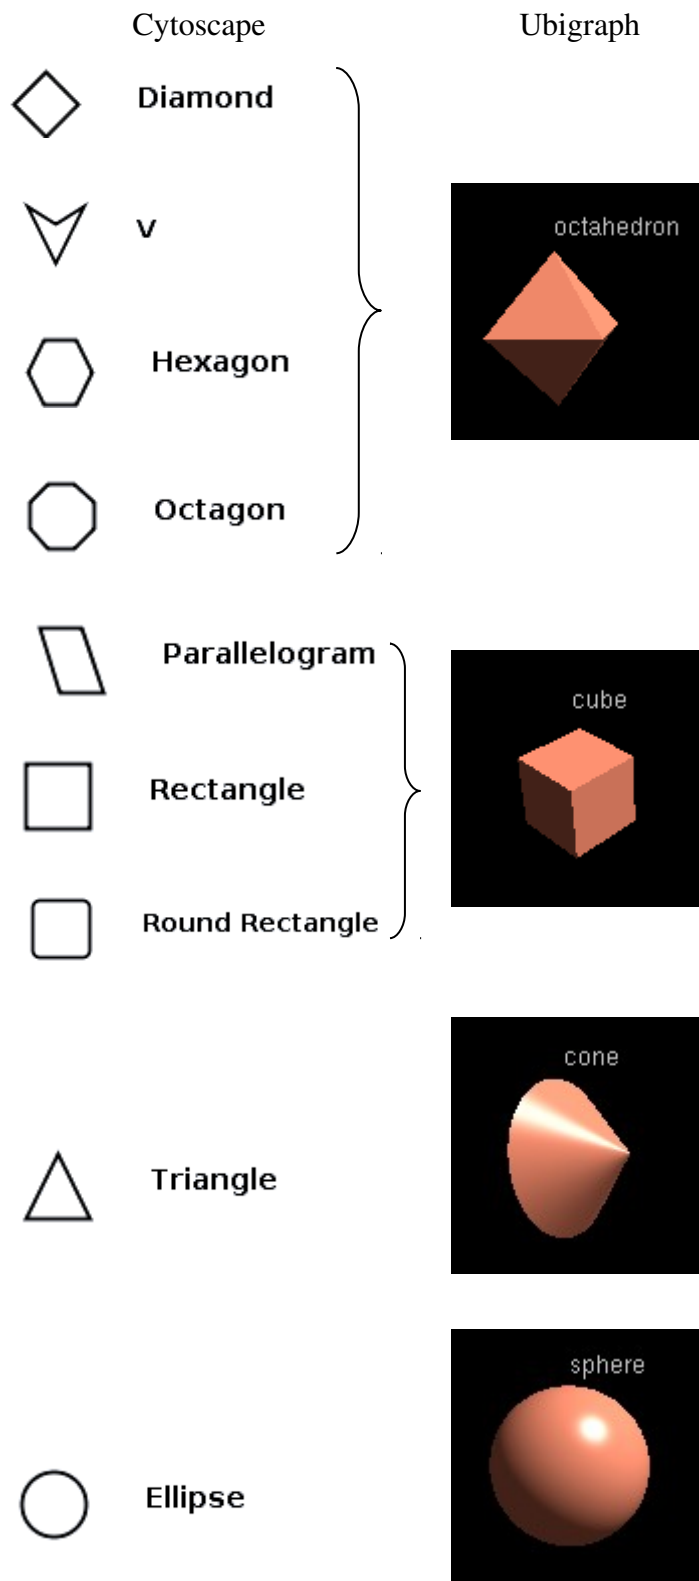 Cytoscape Ubigraph
Diamond
V
octahedron
Hexagon
Octagon
Parallelogram
cube
Rectangle
Round Rectangle
cone
Triangle
sphere
Ellipse